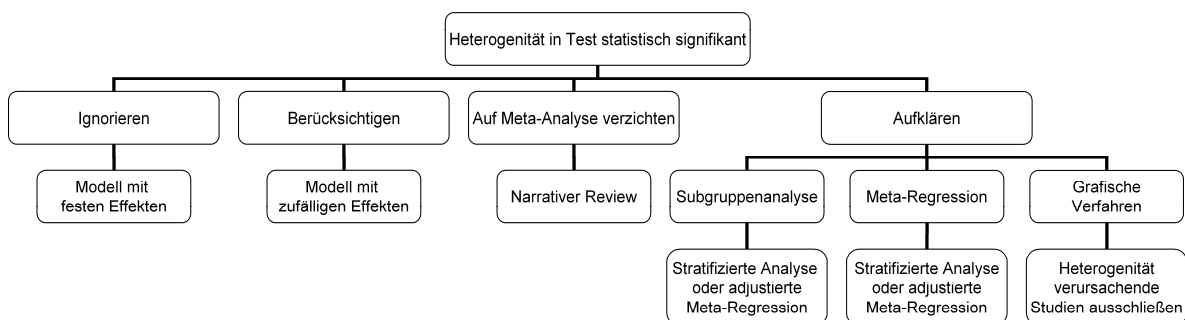 Heterogenität in Test statistisch signifikant
Ignorieren
Berücksichtigen
Auf Meta-Analyse verzichten
Aufklären
Modell mit
festen Effekten
Modell mit
zufälligen Effekten
Narrativer Review
Subgruppenanalyse
Meta-Regression
Grafische
Verfahren
Stratifizierte Analyse
oder adjustierte
Meta-Regression
Stratifizierte Analyse
oder adjustierte
Meta-Regression
Heterogenität
verursachende
Studien ausschließen